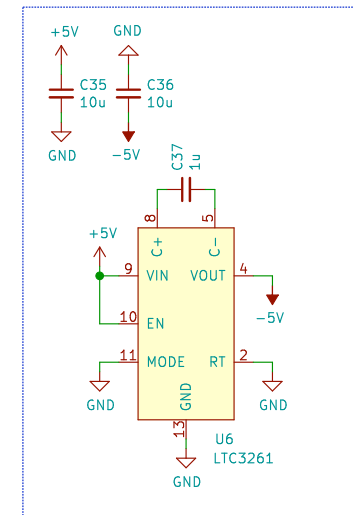 +5V
GND
C35
10u
C36
10u
GND
-5V
C37
1u
+5V
8
5
C+
C-
9
VIN
VOUT
4
-5V
10
EN
11
MODE
RT
2
GND
GND
GND
13
U6
LTC3261
GND